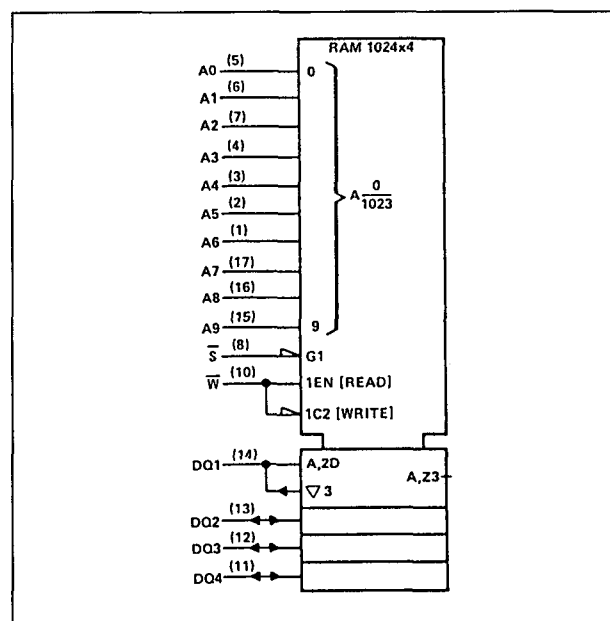 RAM 1024x4
A0 (5) 0
A1 (6)
A2 (7)
A3 (4)
A4 (3)
A 0/1023
A5 (2)
A6 (1)
A7 (17)
A8 (16)
A9 (15) 9
S̅ (8) G1
W̅ (10) 1EN [READ]
1C2 [WRITE]
DQ1 (14) A,2D
A,Z3
▽ 3
DQ2 (13)
DQ3 (12)
DQ4 (11)